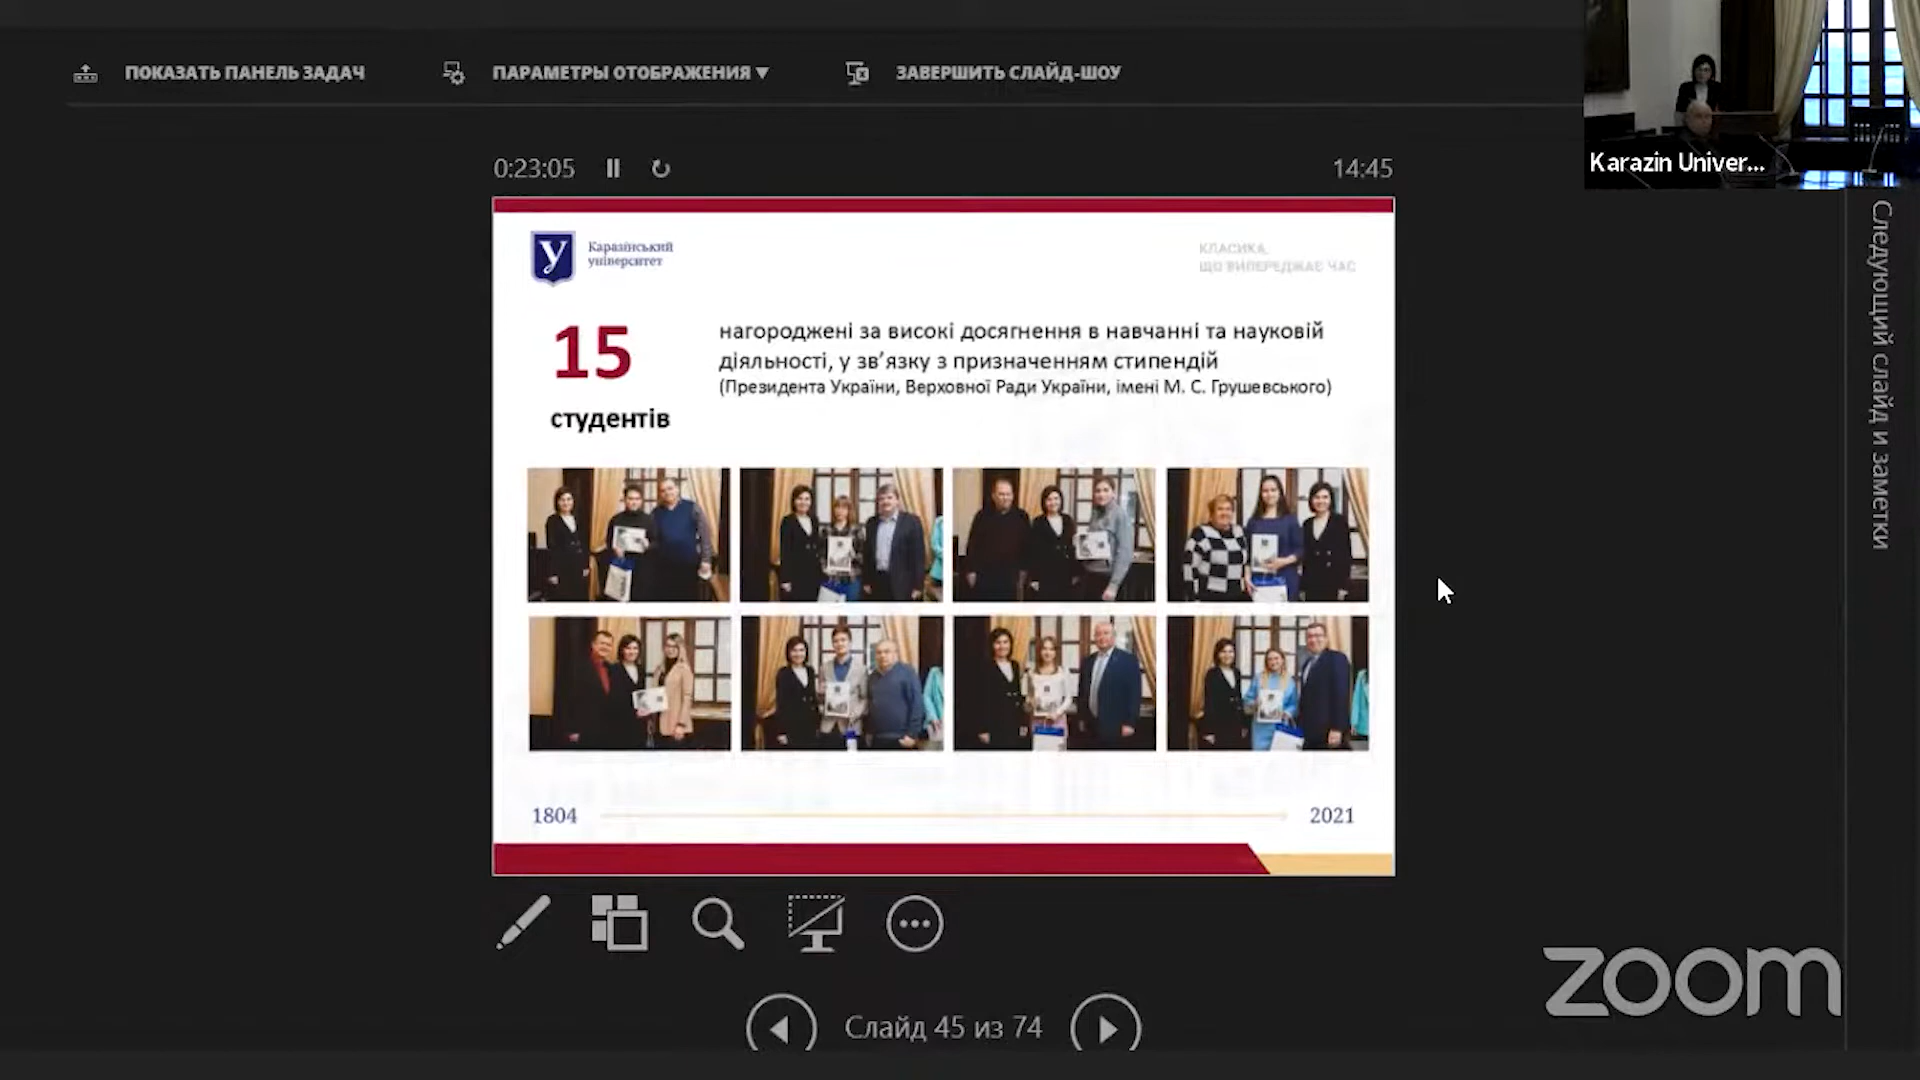 ПОКАЗАТЬ ПАНЕЛЬ ЗАДАЧ
ПАРАМЕТРЫ ОТОБРАЖЕНИЯ ▼
ЗАВЕРШИТЬ СЛАЙД-ШОУ
Karazin Univer...
0:23:05
14:45
Следующий слайд и заметки
У
Каразінський
університет
КЛАСИКА,
ЩО ВИПЕРЕДЖАЄ ЧАС
15
студентів
нагороджені за високі досягнення в навчанні та науковій
діяльності, у зв’язку з призначенням стипендій
(Президента України, Верховної Ради України, імені М. С. Грушевського)
1804
2021
Слайд 45 из 74
zoom